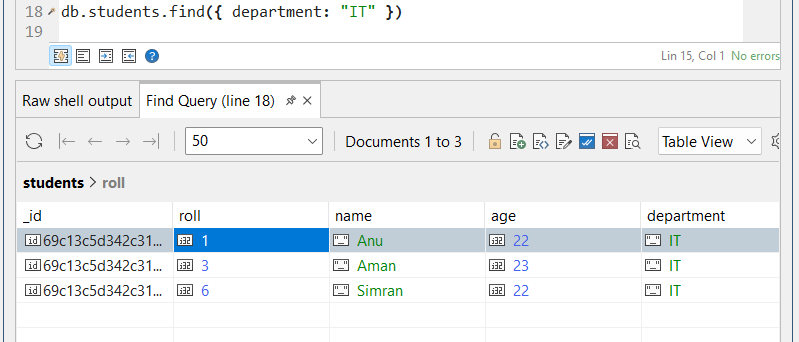 18 db.students.find({ department: "IT" })
19
Lin 15, Col 1 No errors
Raw shell output Find Query (line 18)
50 Documents 1 to 3 Table View
students > roll
_id roll name age department
69c13c5d342c31... 1 Anu 22 IT
69c13c5d342c31... 3 Aman 23 IT
69c13c5d342c31... 6 Simran 22 IT